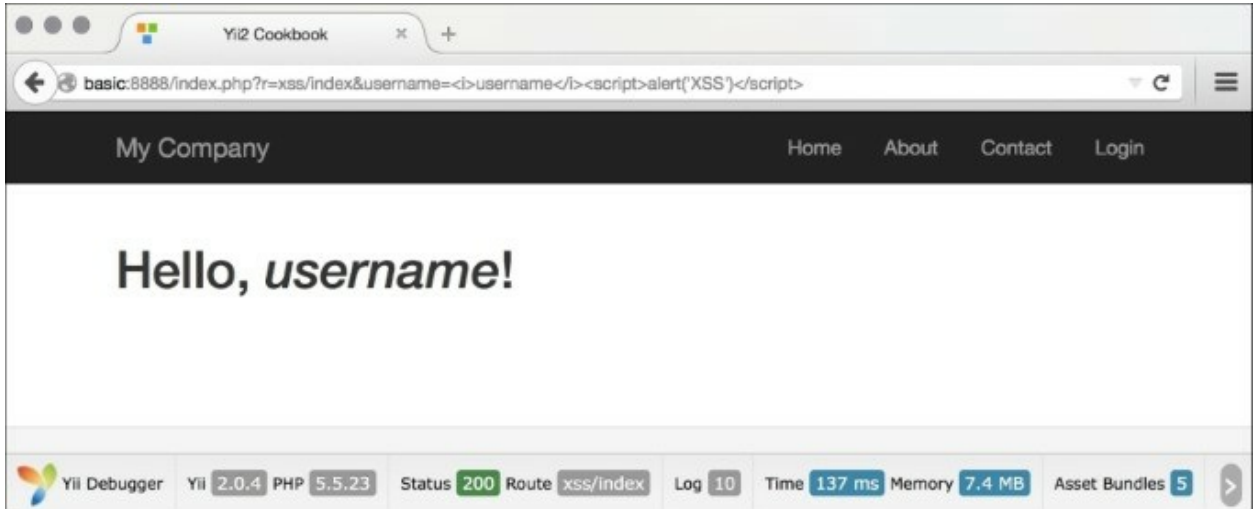 Yii2 Cookbook
basic:8888/index.php?r=xss/index&username=<i>username</i><script>alert('XSS')</script>
My Company Home About Contact Login
Hello, username!
Yii Debugger Yii 2.0.4 PHP 5.5.23 Status 200 Route xss/index Log 10 Time 137 ms Memory 7.4 MB Asset Bundles 5